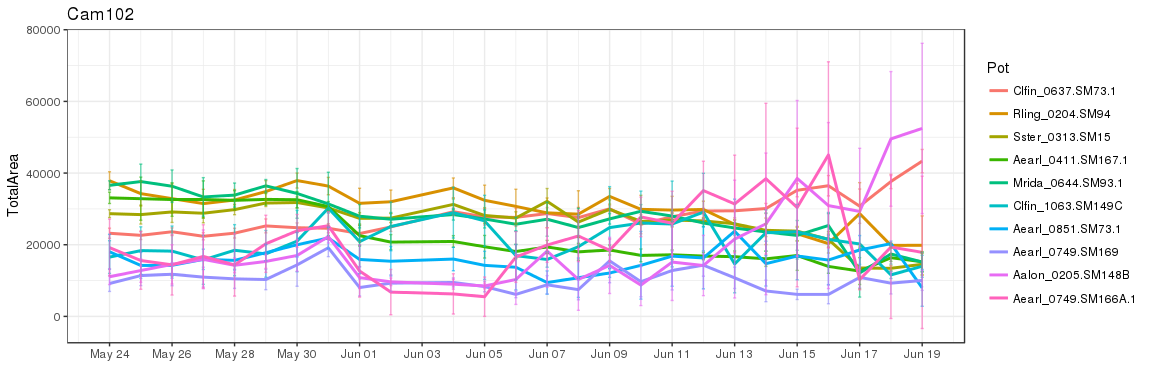 Cam102
80000
60000
40000
20000
0
TotalArea
May 24
May 26
May 28
May 30
Jun 01
Jun 03
Jun 05
Jun 07
Jun 09
Jun 11
Jun 13
Jun 15
Jun 17
Jun 19
Pot
Clfin_0637.SM73.1
Rling_0204.SM94
Sster_0313.SM15
Aearl_0411.SM167.1
Mrida_0644.SM93.1
Clfin_1063.SM149C
Aearl_0851.SM73.1
Aearl_0749.SM169
Aalon_0205.SM148B
Aearl_0749.SM166A.1